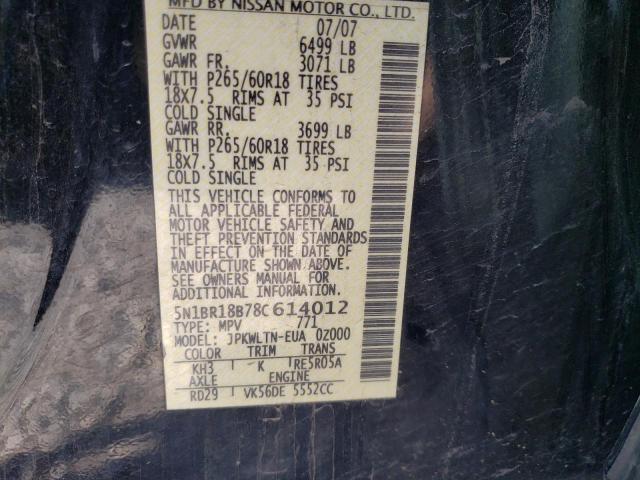 MFD BY NISSAN MOTOR CO., LTD.
DATE 07/07
GVWR 6499 LB
GAWR FR. 3071 LB
WITH P265/60R18 TIRES
18X7.5 RIMS AT 35 PSI
COLD SINGLE
GAWR RR. 3699 LB
WITH P265/60R18 TIRES
18X7.5 RIMS AT 35 PSI
COLD SINGLE
THIS VEHICLE CONFORMS TO
ALL APPLICABLE FEDERAL
MOTOR VEHICLE SAFETY AND
THEFT PREVENTION STANDARDS
IN EFFECT ON THE DATE OF
MANUFACTURE SHOWN ABOVE.
SEE OWNERS MANUAL FOR
ADDITIONAL INFORMATION.
5N1BR18B78C614012
TYPE: MPV 771
MODEL: JPKWLTN-EUA 0Z000
COLOR TRIM TRANS
KH3 K RE5R05A
AXLE ENGINE
RD29 VK56DE 5552CC